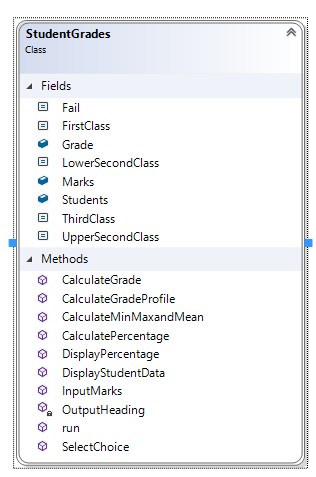 StudentGrades
Class
Fields
Fail
FirstClass
Grade
LowerSecondClass
Marks
Students
ThirdClass
UpperSecondClass
Methods
CalculateGrade
CalculateGradeProfile
CalculateMinMaxandMean
CalculatePercentage
DisplayPercentage
DisplayStudentData
InputMarks
OutputHeading
run
SelectChoice